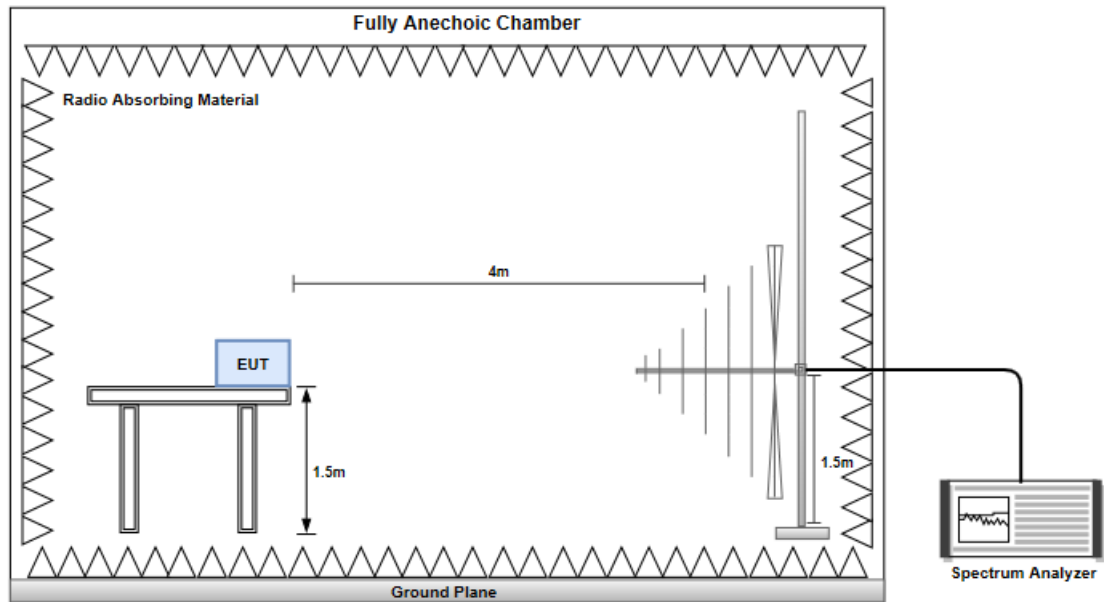 Fully Anechoic Chamber
Radio Absorbing Material
4m
EUT
1.5m
1.5m
Spectrum Analyzer
Ground Plane